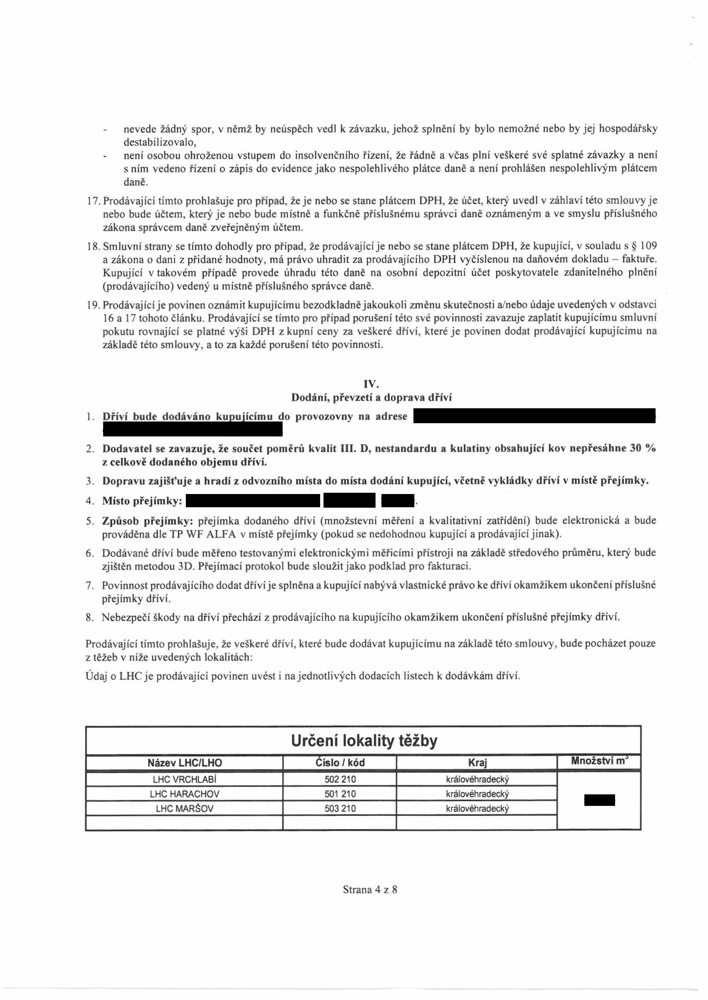 - nevede žádný spor, v němž by neúspěch vedl k závazku, jehož splnění by bylo nemožné nebo by jej hospodářsky
destabilizovalo,
- není osobou ohroženou vstupem do insolvenčního řízení, že řádně a včas plní veškeré své splatné závazky a není
s ním vedeno řízení o zápis do evidence jako nespolehlivého plátce daně a není prohlášen nespolehlivým plátcem
daně.
17. Prodávající tímto prohlašuje pro případ, že je nebo se stane plátcem DPH, že účet, který uvedl v záhlaví této smlouvy je
nebo bude účtem, který je nebo bude místně a funkčně příslušnému správci daně oznámeným a ve smyslu příslušného
zákona správcem daně zveřejněným účtem.
18. Smluvní strany se tímto dohodly pro případ, že prodávající je nebo se stane plátcem DPH, že kupující, v souladu s § 109
a zákona o dani z přidané hodnoty, má právo uhradit za prodávajícího DPH vyčíslenou na daňovém dokladu – faktuře.
Kupující v takovém případě provede úhradu této daně na osobní depozitní účet poskytovatele zdanitelného plnění
(prodávajícího) vedený u místně příslušného správce daně.
19. Prodávající je povinen oznámit kupujícímu bezodkladně jakoukoli změnu skutečnosti a/nebo údaje uvedených v odstavci
16 a 17 tohoto článku. Prodávající se tímto pro případ porušení této své povinnosti zavazuje zaplatit kupujícímu smluvní
pokutu rovnající se platné výši DPH z kupní ceny za veškeré dříví, které je povinen dodat prodávající kupujícímu na
základě této smlouvy, a to za každé porušení této povinnosti.
IV.
Dodání, převzetí a doprava dříví
1. Dříví bude dodáváno kupujícímu do provozovny na adrese
2. Dodavatel se zavazuje, že součet poměrů kvalit III. D, nestandardu a kulatiny obsahující kov nepřesáhne 30 %
z celkově dodaného objemu dříví.
3. Dopravu zajišťuje a hradí z odvozního místa do místa dodání kupující, včetně vykládky dříví v místě přejímky.
4. Místo přejímky: .
5. Způsob přejímky: přejímka dodaného dříví (množstevní měření a kvalitativní zatřídění) bude elektronická a bude
prováděna dle TP WF ALFA v místě přejímky (pokud se nedohodnou kupující a prodávající jinak).
6. Dodávané dříví bude měřeno testovanými elektronickými měřicími přístroji na základě středového průměru, který bude
zjištěn metodou 3D. Přejímací protokol bude sloužit jako podklad pro fakturaci.
7. Povinnost prodávajícího dodat dříví je splněna a kupující nabývá vlastnické právo ke dříví okamžikem ukončení příslušné
přejímky dříví.
8. Nebezpečí škody na dříví přechází z prodávajícího na kupujícího okamžikem ukončení příslušné přejímky dříví.
Prodávající tímto prohlašuje, že veškeré dříví, které bude dodávat kupujícímu na základě této smlouvy, bude pocházet pouze
z těžeb v níže uvedených lokalitách:
Údaj o LHC je prodávající povinen uvést i na jednotlivých dodacích listech k dodávkám dříví.
Určení lokality těžby
Název LHC/LHO Číslo / kód Kraj Množství m³
LHC VRCHLABÍ 502 210 královéhradecký
LHC HARACHOV 501 210 královéhradecký
LHC MARŠOV 503 210 královéhradecký
Strana 4 z 8